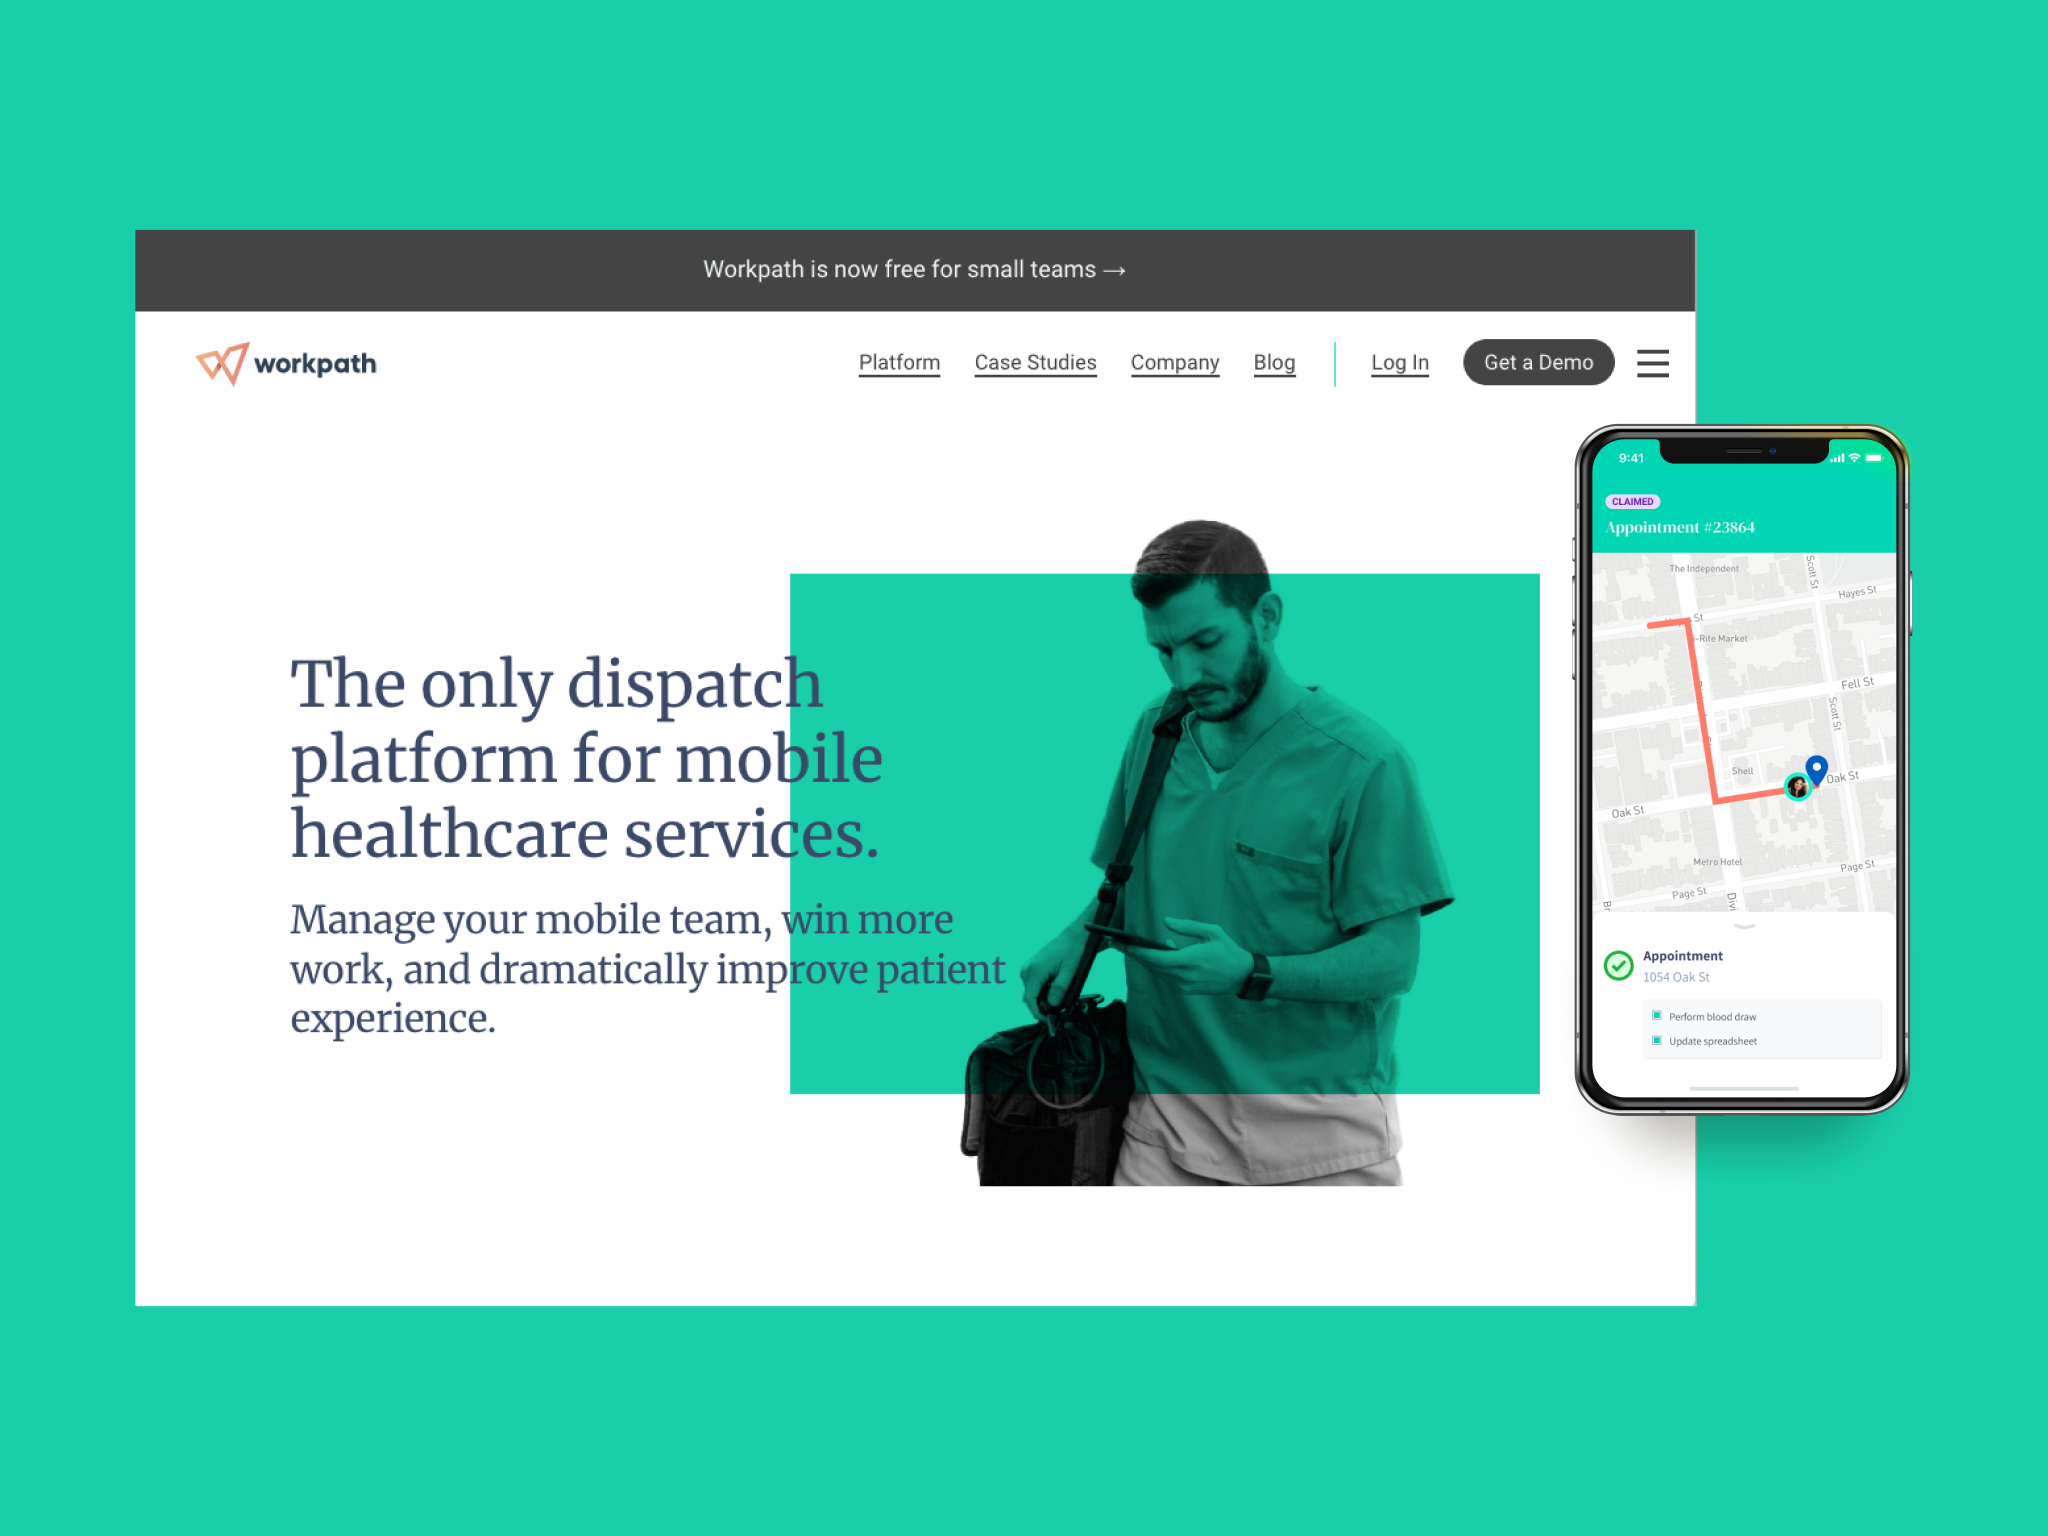 Workpath is now free for small teams →
workpath
Platform
Case Studies
Company
Blog
Log In
Get a Demo
The only dispatch
platform for mobile
healthcare services.
Manage your mobile team, win more
work, and dramatically improve patient
experience.
9:41
CLAIMED
Appointment #23864
The Independent
Scott St
Hayes St
St
-Rite Market
Fell St
Scott St
Shell
Oak St
Oak St
Metro Hotel
Page St
Page St
Divi
Appointment
1054 Oak St
Perform blood draw
Update spreadsheet